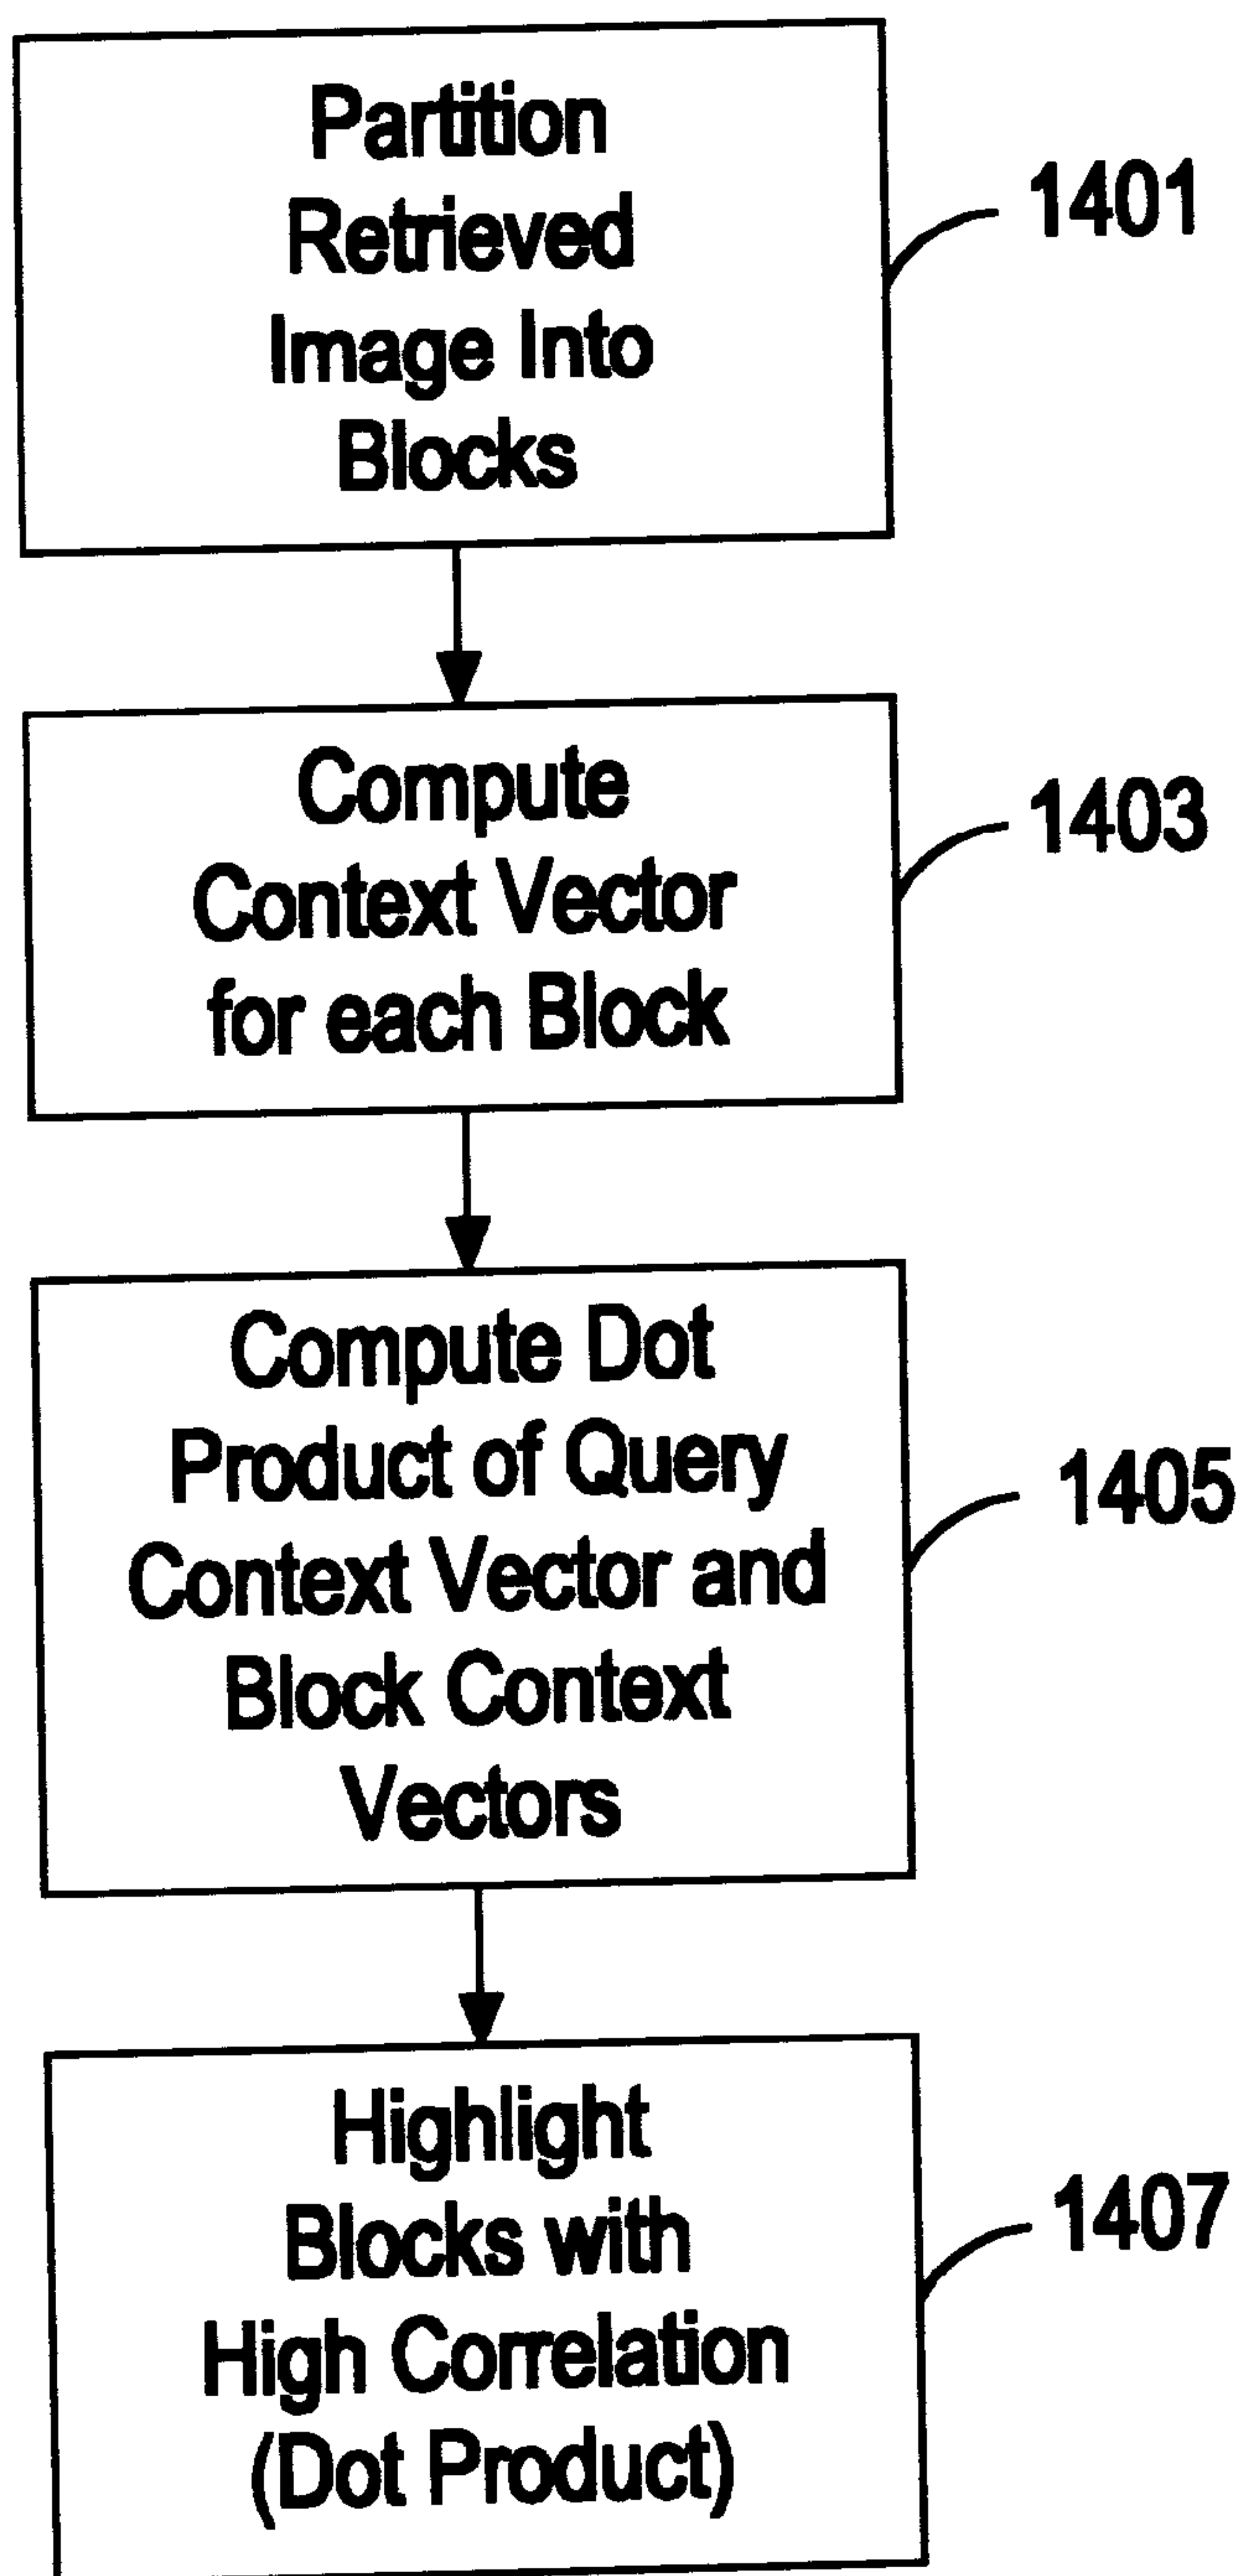 Partition
Retrieved
Image Into
Blocks
1401
Compute
Context Vector
for each Block
1403
Compute Dot
Product of Query
Context Vector and
Block Context
Vectors
1405
Highlight
Blocks with
High Correlation
(Dot Product)
1407